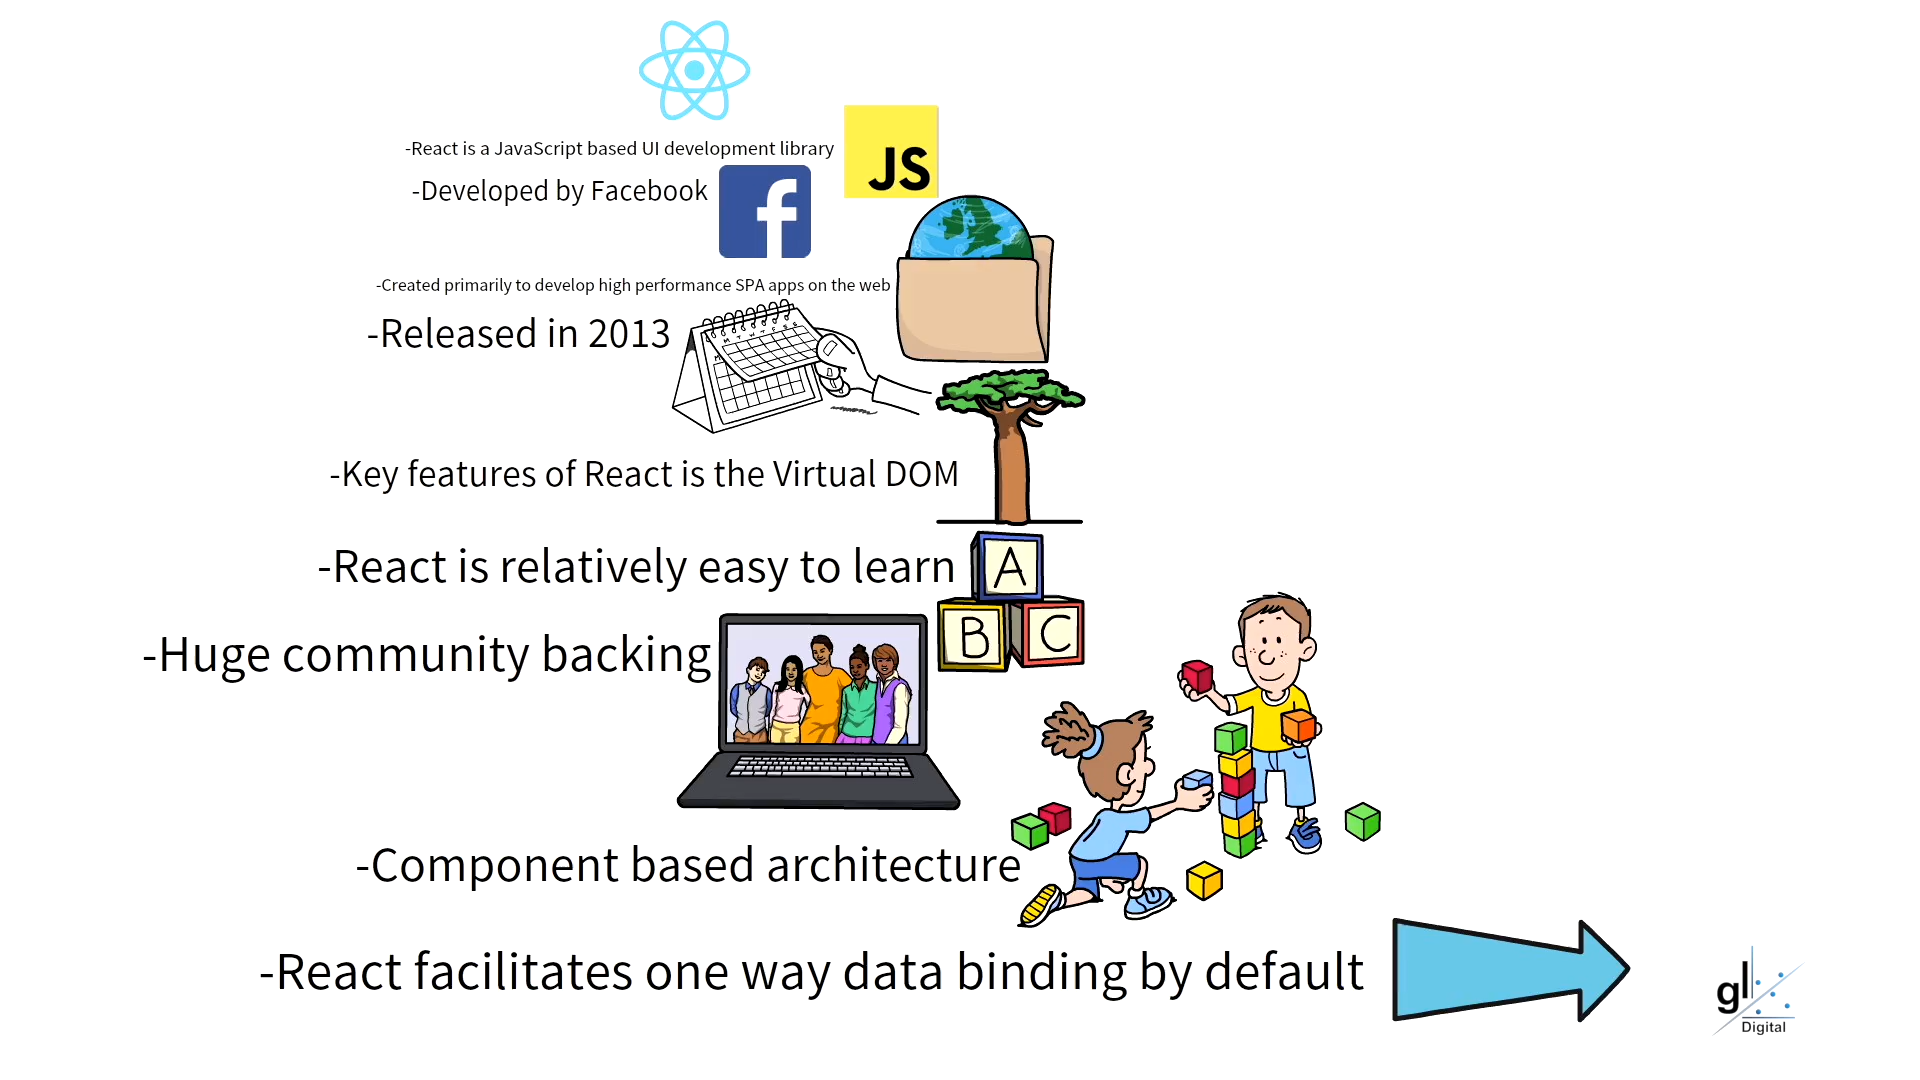 -React is a JavaScript based UI development library
JS
-Developed by Facebook
f
-Created primarily to develop high performance SPA apps on the web
-Released in 2013
-Key features of React is the Virtual DOM
-React is relatively easy to learn
A
B C
-Huge community backing
-Component based architecture
-React facilitates one way data binding by default
gl
Digital